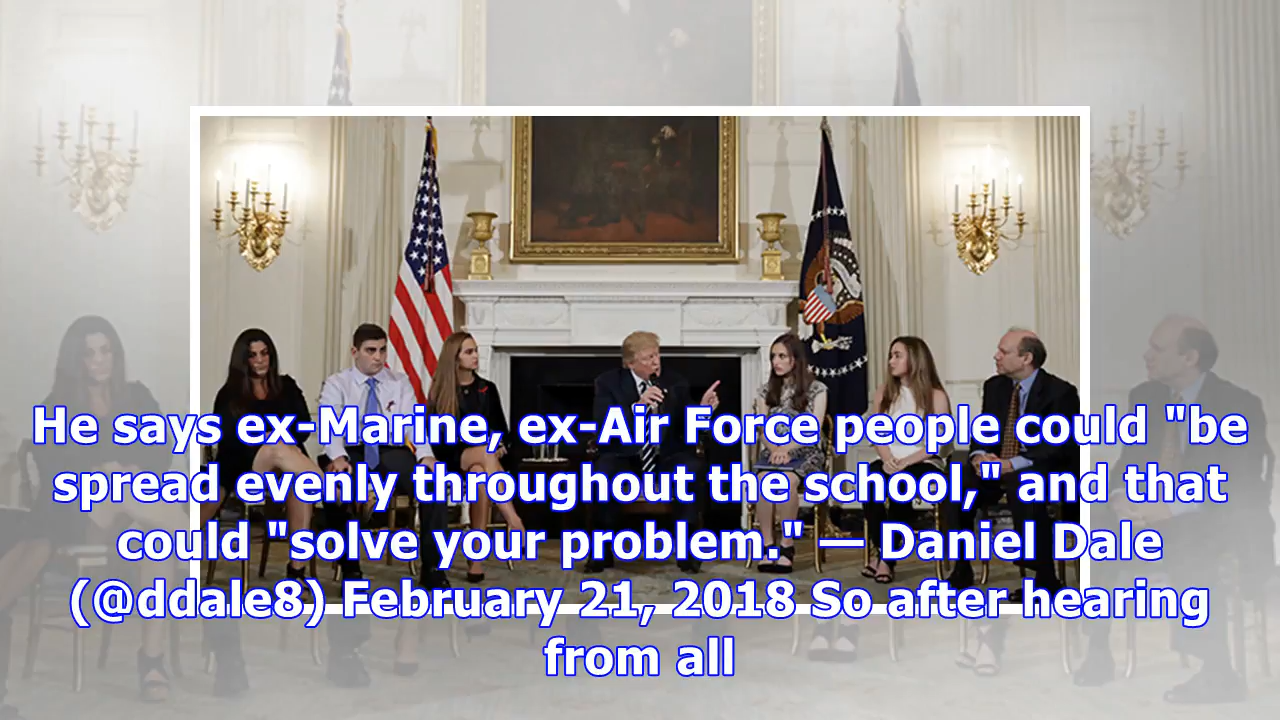 He says ex-Marine, ex-Air Force people could "be
spread evenly throughout the school," and that
could "solve your problem." — Daniel Dale
(@ddale8) February 21, 2018 So after hearing
from all